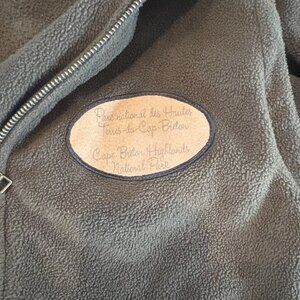 Parc national des Hautes
Terres-du-Cap-Breton
Cape Breton Highlands
National Park